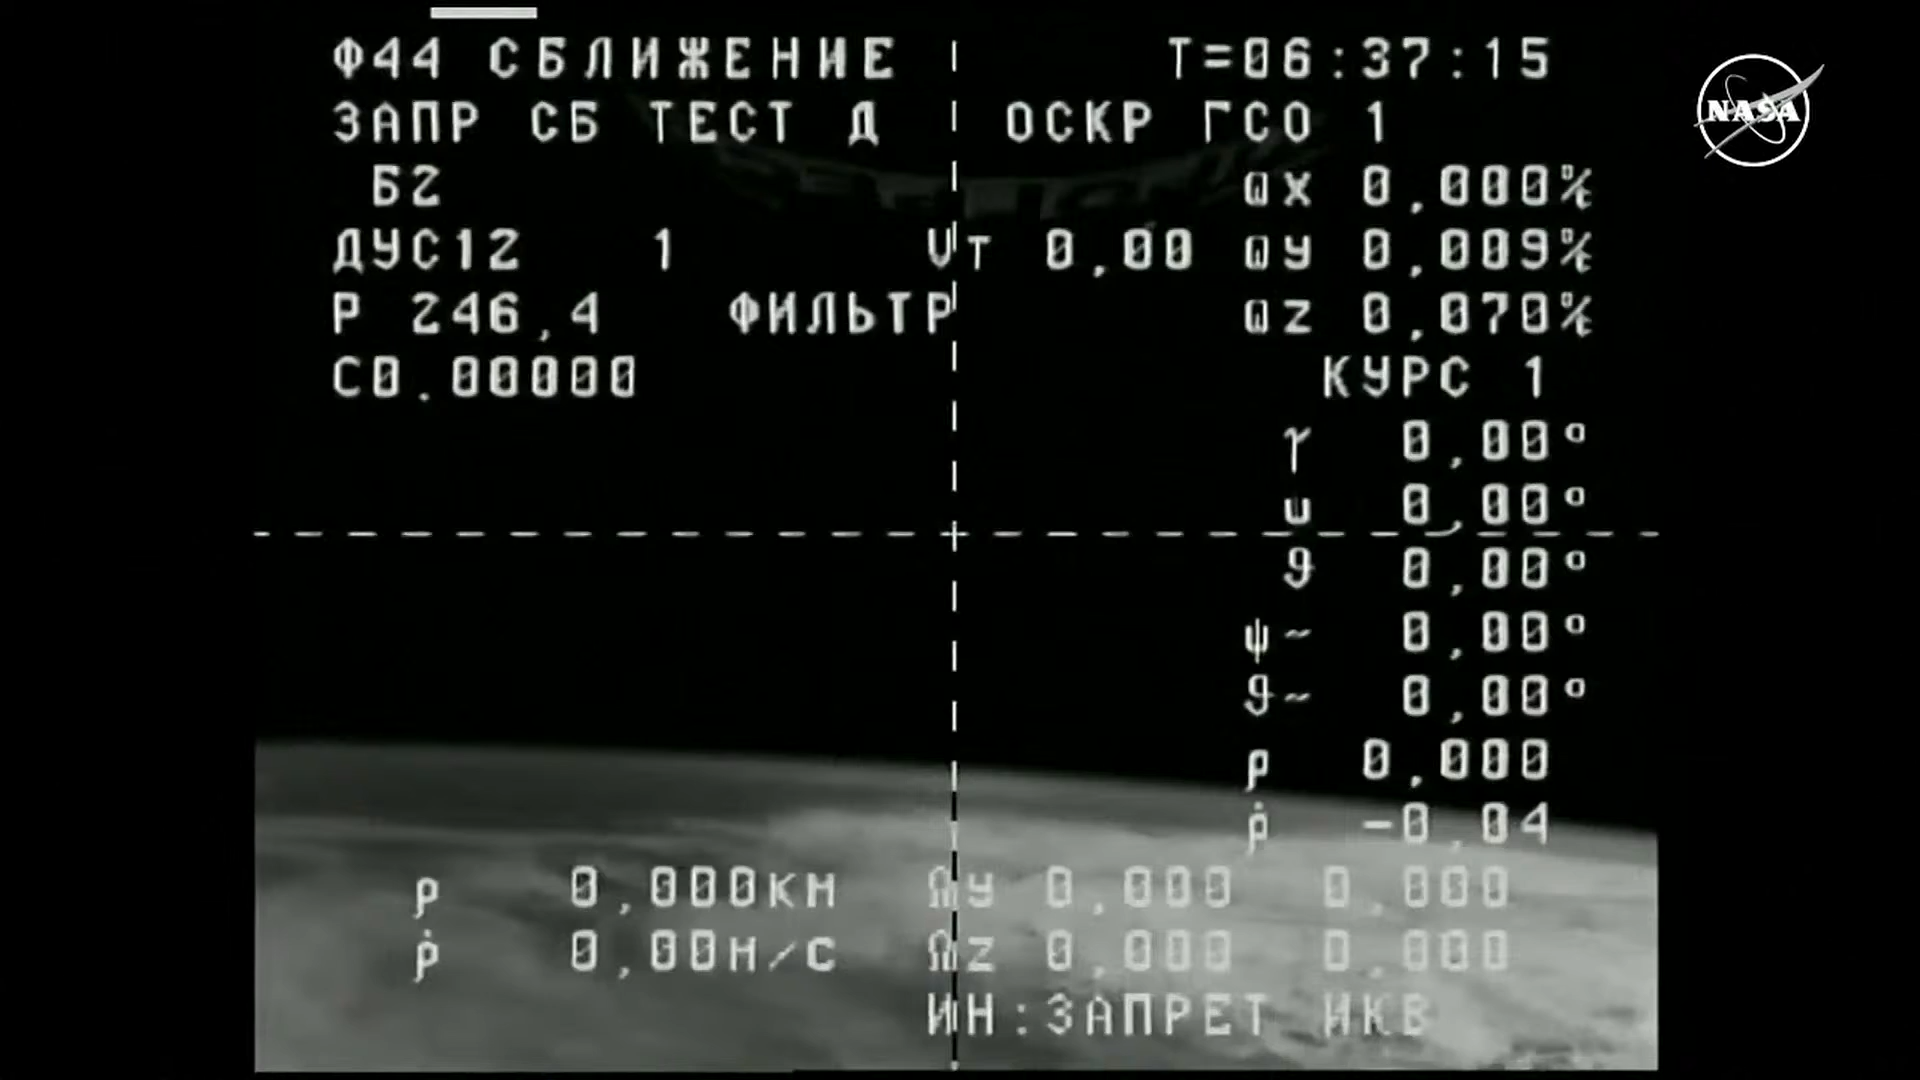 Ф44 СБЛИЖЕНИЕ T=06:37:15
ЗАПР СБ ТЕСТ Д ОСКР ГСО 1
NASA
Б2 ωx 0,000°/c
ДУС12 1 VТ 0,00 ωy 0,009°/c
Р 246,4 ФИЛЬТР ωz 0,070°/c
С0.00000 КУРС 1
γ 0,00°
ψ 0,00°
ϑ 0,00°
ψ~ 0,00°
ϑ~ 0,00°
ρ 0,000
ρ̇ -0,04
ρ 0,000КМ Ωy 0,000 0,000
ρ̇ 0,00М/С Ωz 0,000 0,000
ИН:ЗАПРЕТ ИКВ